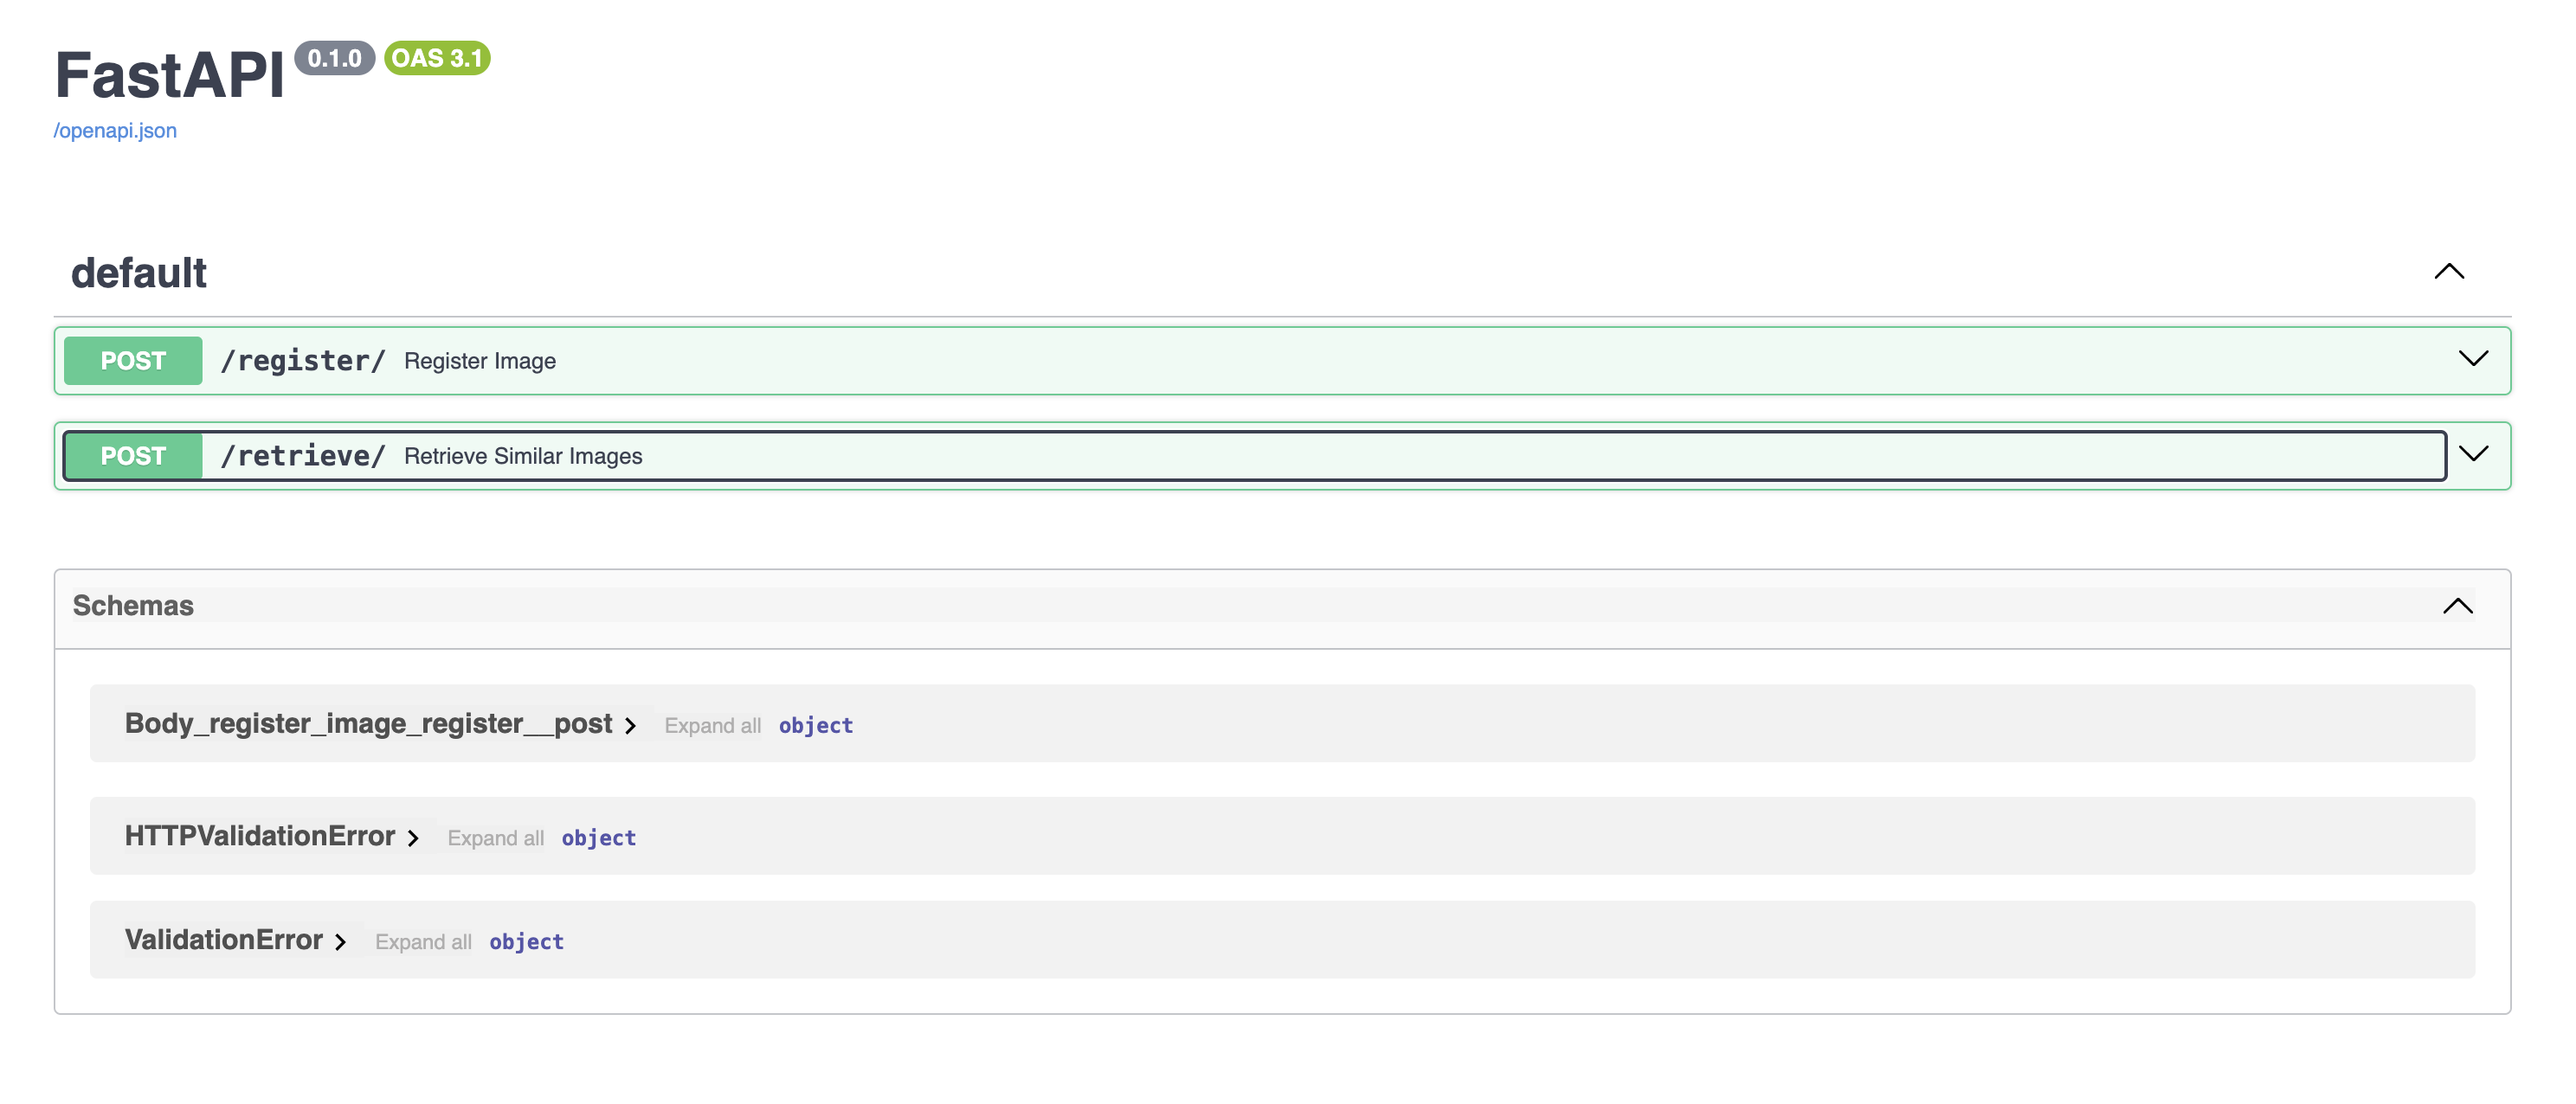 FastAPI 0.1.0 OAS 3.1
/openapi.json
default
POST /register/ Register Image
POST /retrieve/ Retrieve Similar Images
Schemas
Body_register_image_register__post Expand all object
HTTPValidationError Expand all object
ValidationError Expand all object